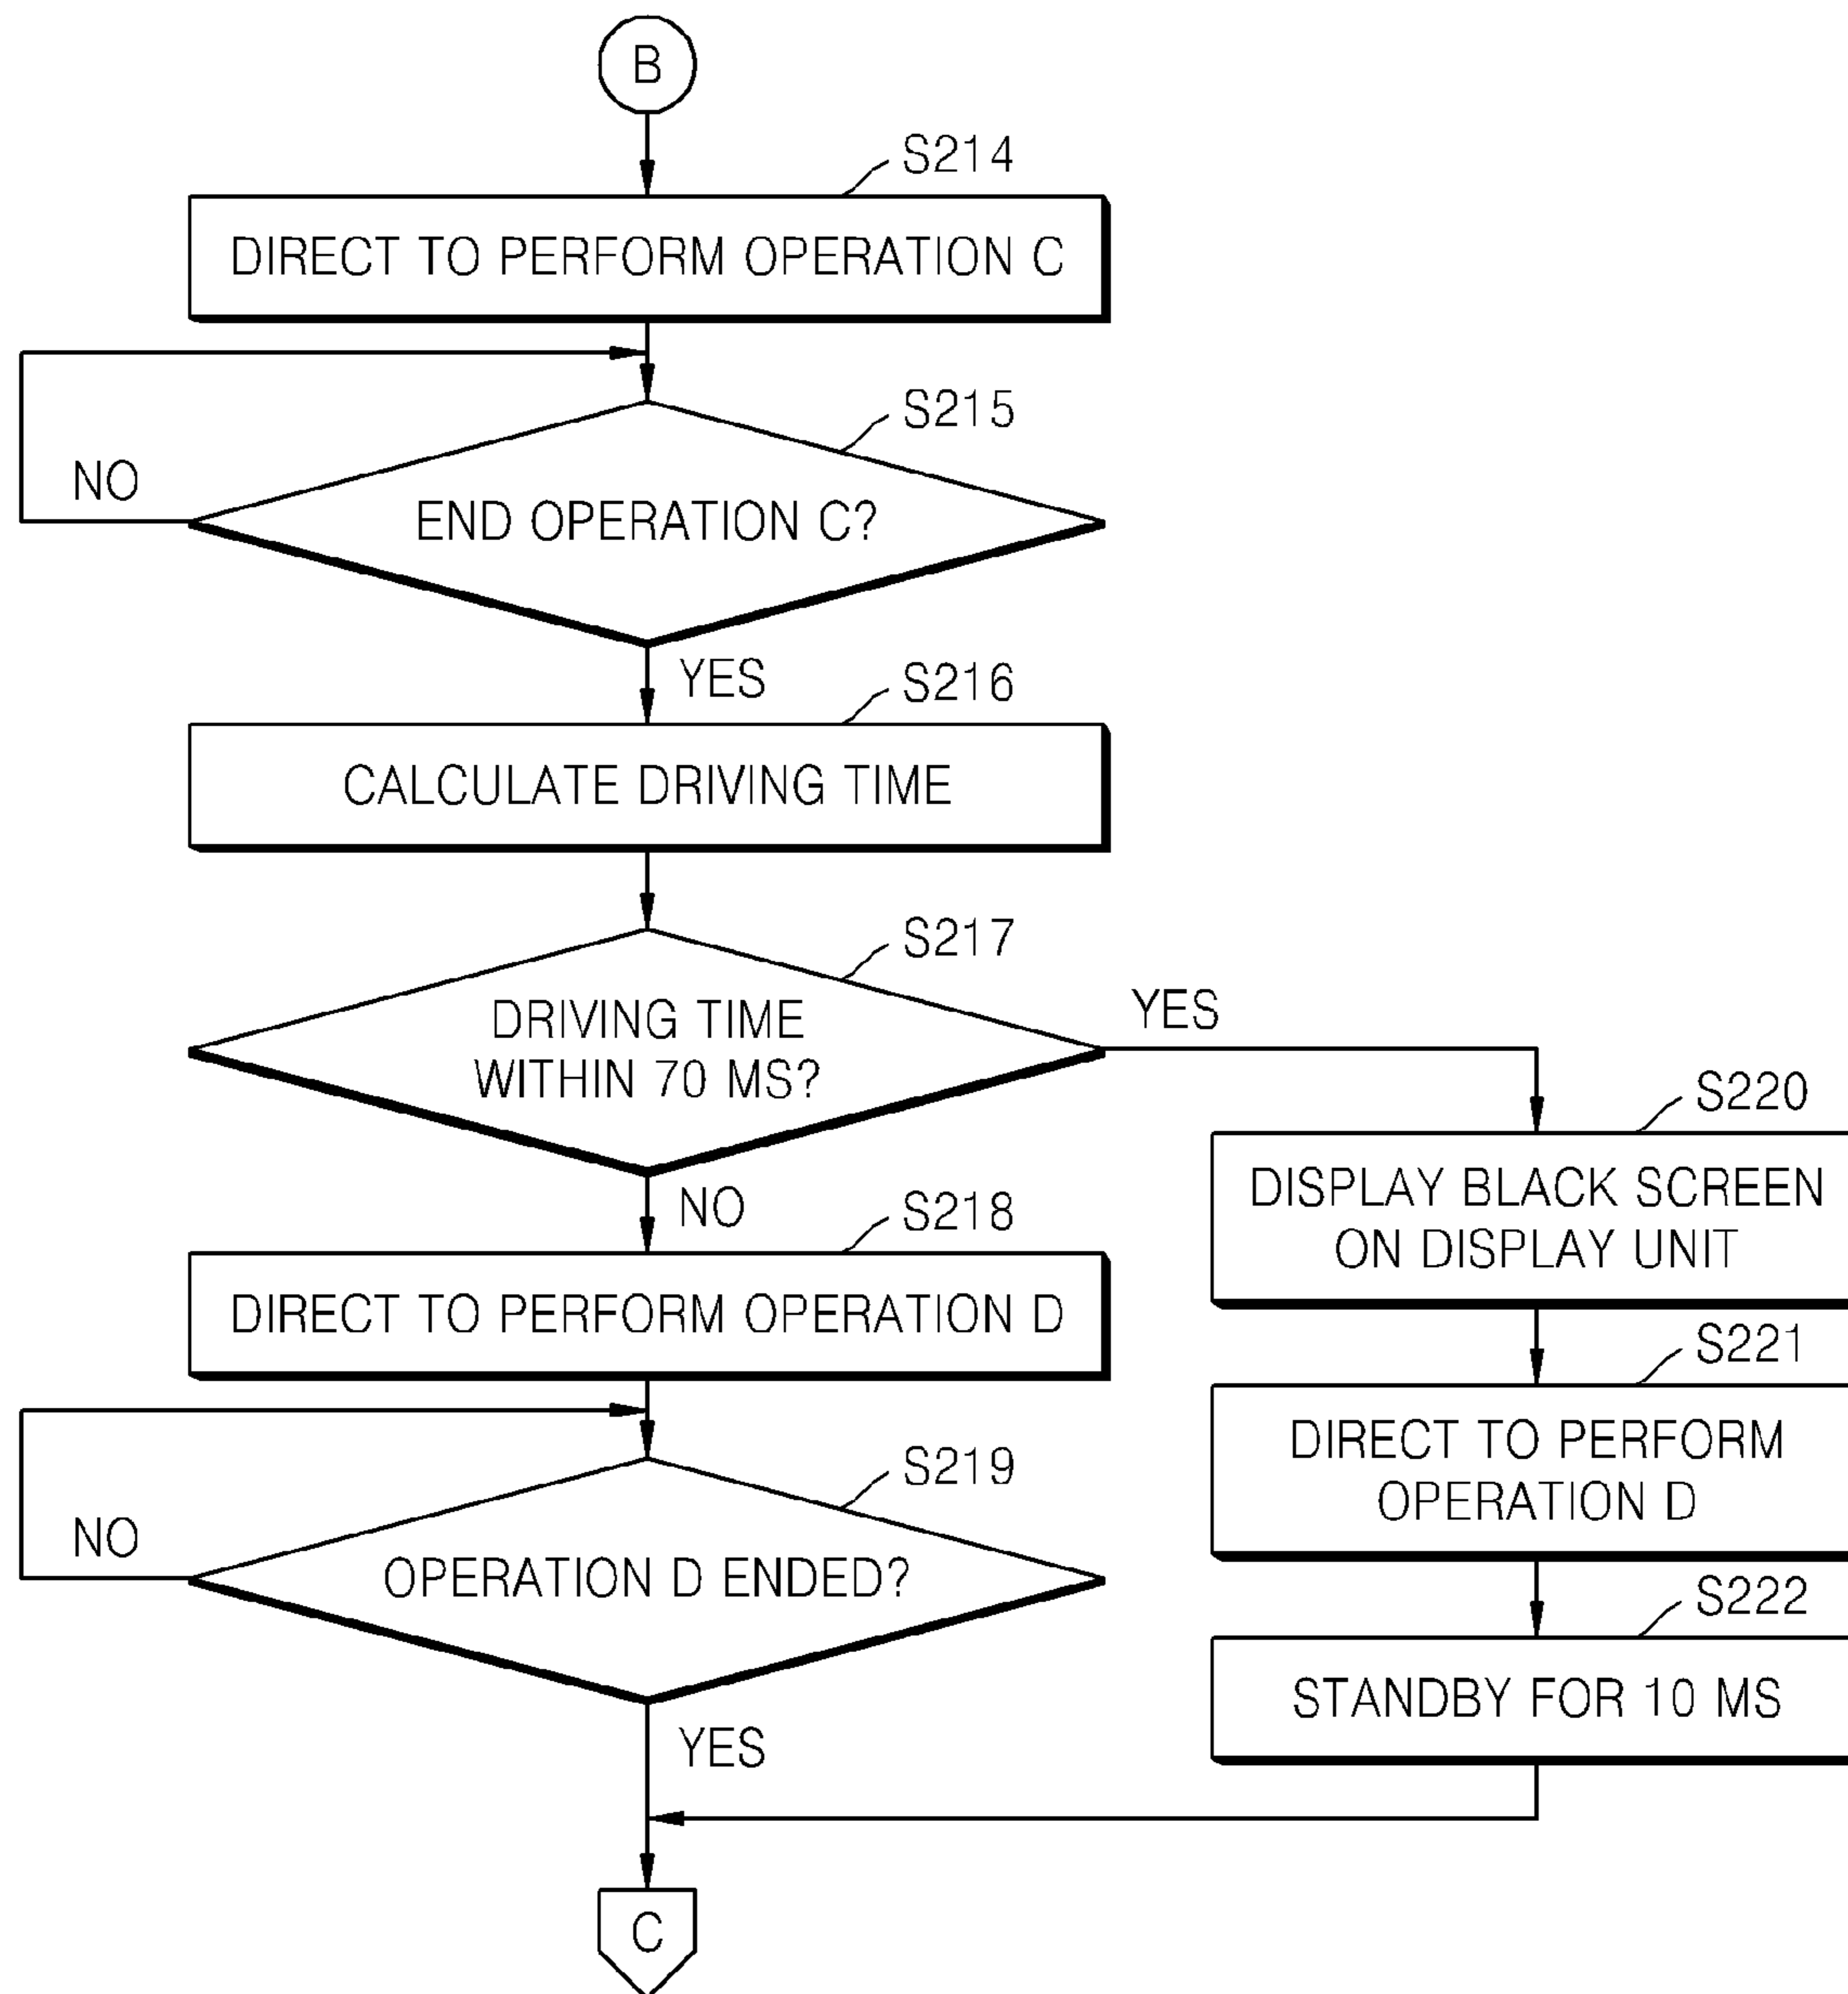 B
S214
DIRECT TO PERFORM OPERATION C
S215
NO
END OPERATION C?
YES
S216
CALCULATE DRIVING TIME
S217
DRIVING TIME
WITHIN 70 MS?
YES
NO
S218
DIRECT TO PERFORM OPERATION D
S219
NO
OPERATION D ENDED?
YES
S220
DISPLAY BLACK SCREEN
ON DISPLAY UNIT
S221
DIRECT TO PERFORM
OPERATION D
S222
STANDBY FOR 10 MS
C